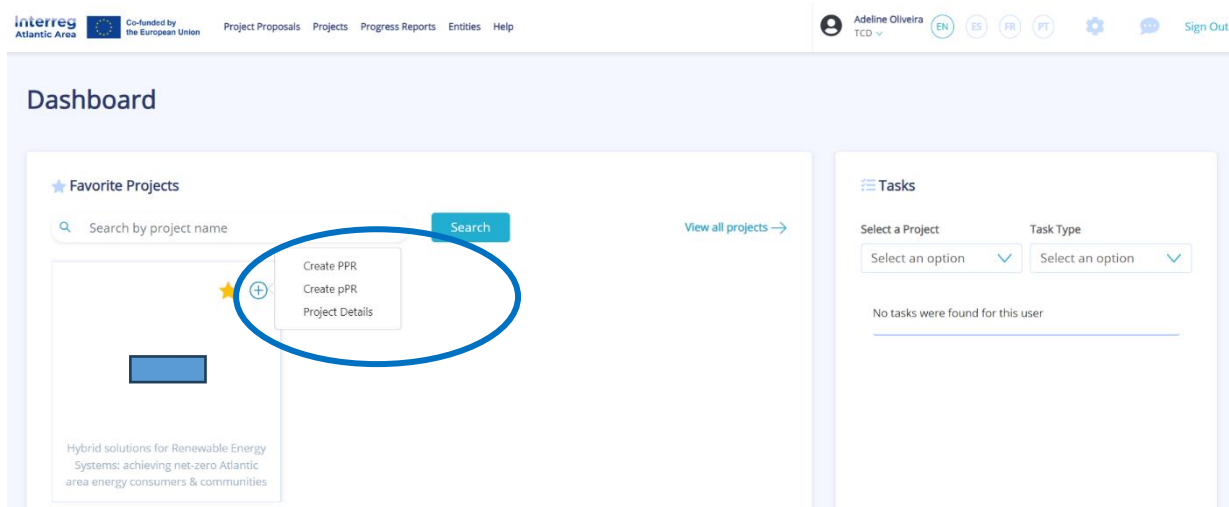 Interreg
Atlantic Area
Co-funded by
the European Union
Project Proposals Projects Progress Reports Entities Help
Adeline Oliveira
TCD
EN ES FR PT
Sign Out
Dashboard
Favorite Projects
Search by project name
Search
View all projects
Create PPR
Create pPR
Project Details
Hybrid solutions for Renewable Energy
Systems: achieving net-zero Atlantic
area energy consumers & communities
Tasks
Select a Project Task Type
Select an option Select an option
No tasks were found for this user